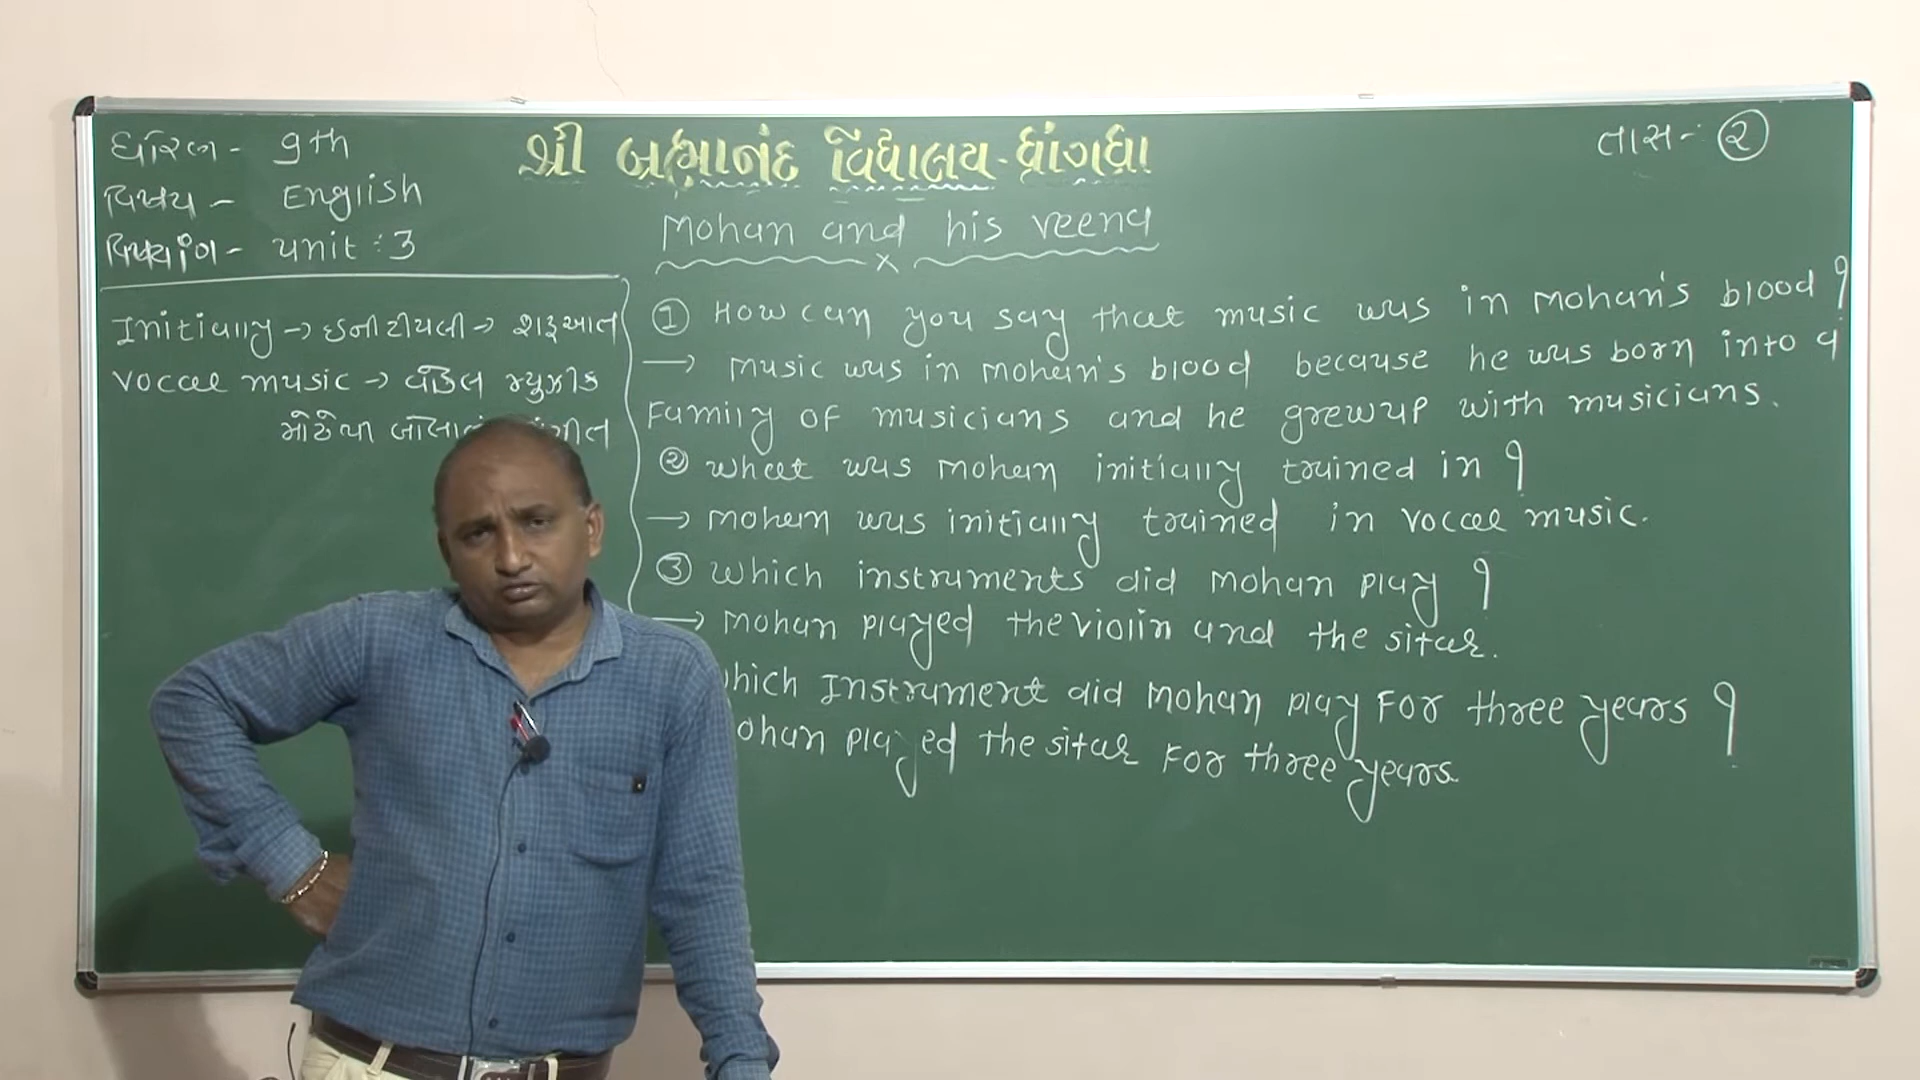 ધોરણ - 9th
વિષય - English
વિષયાંગ - unit : 3
શ્રી બ્રહ્માનંદ વિદ્યાલય - ધ્રાંગધ્રા
તાસ - ૨
Mohan and his veena
Initially → ઇનીટીયલી → શરૂઆત
vocal music → વોકલ મ્યુઝીક
મોઢેથી
① How can you say that music was in Mohan's blood ?
→ music was in Mohan's blood because he was born into a
Family of musicians and he grewup with musicians.
② what was Mohan initially trained in ?
→ Mohan was initially trained in vocal music.
③ which instruments did Mohan play ?
→ Mohan played the violin and the sitar.
hich Instrument did Mohan play For three years ?
ohan played the sitar For three years.